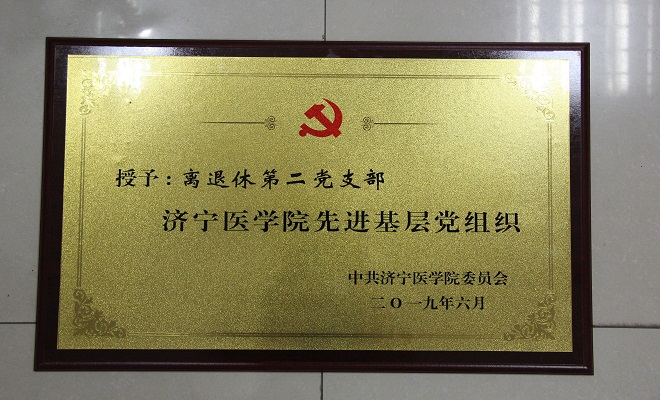 授予：离退休第二党支部
济宁医学院先进基层党组织
中共济宁医学院委员会
二O一九年六月